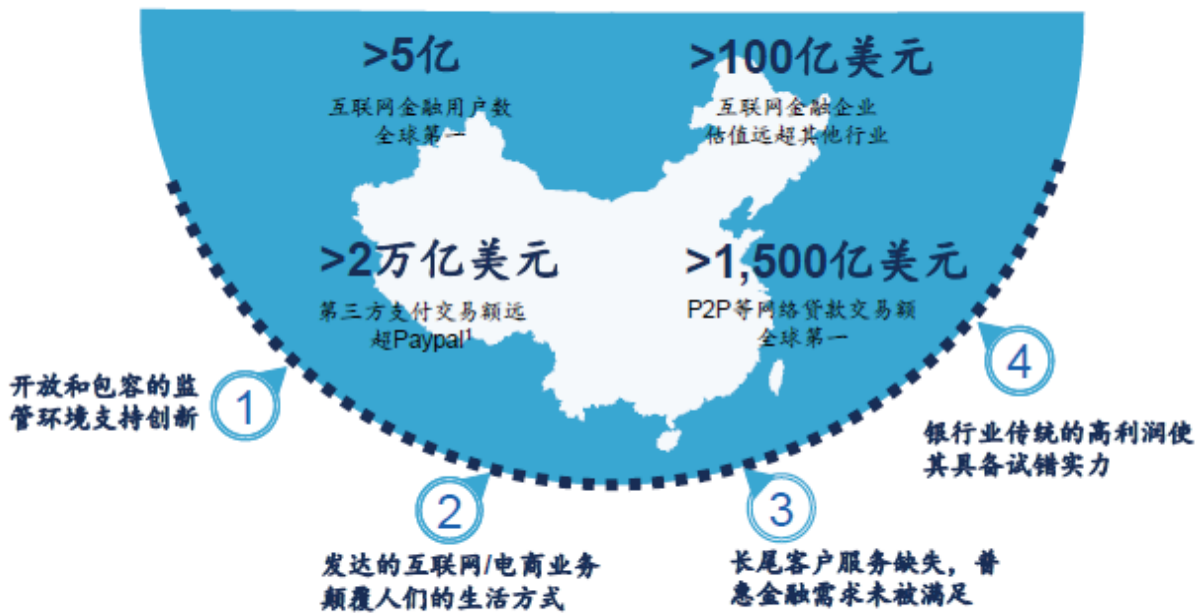 >5亿
互联网金融用户数
全球第一
>100亿美元
互联网金融企业
估值远超其他行业
>2万亿美元
第三方支付交易额远
超Paypal1
>1,500亿美元
P2P等网络贷款交易额
全球第一
1
开放和包容的监
管环境支持创新
2
发达的互联网/电商业务
颠覆人们的生活方式
3
长尾客户服务缺失，普
惠金融需求未被满足
4
银行业传统的高利润使
其具备试错实力